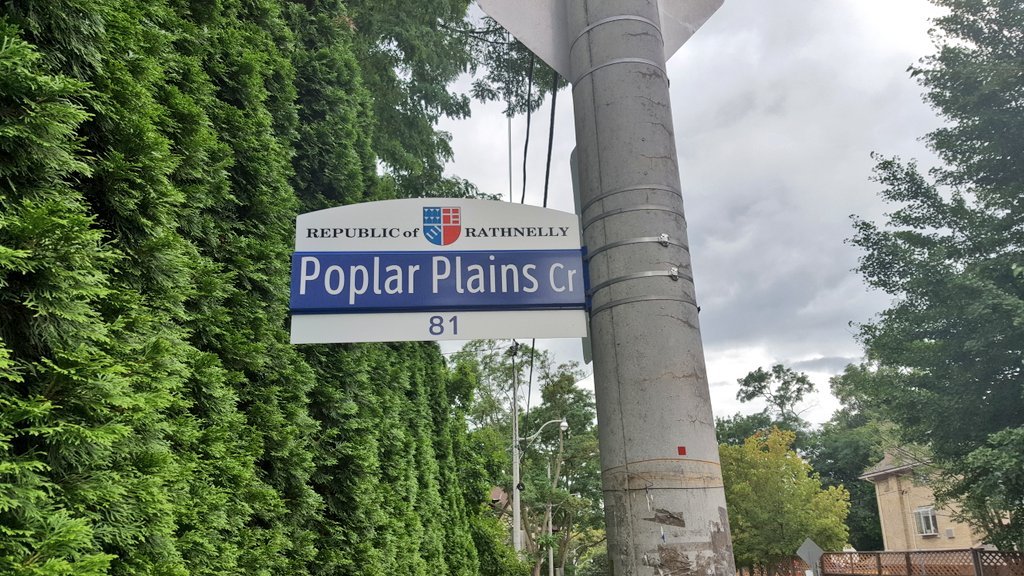 REPUBLIC of RATHNELLY
Poplar Plains Cr
81